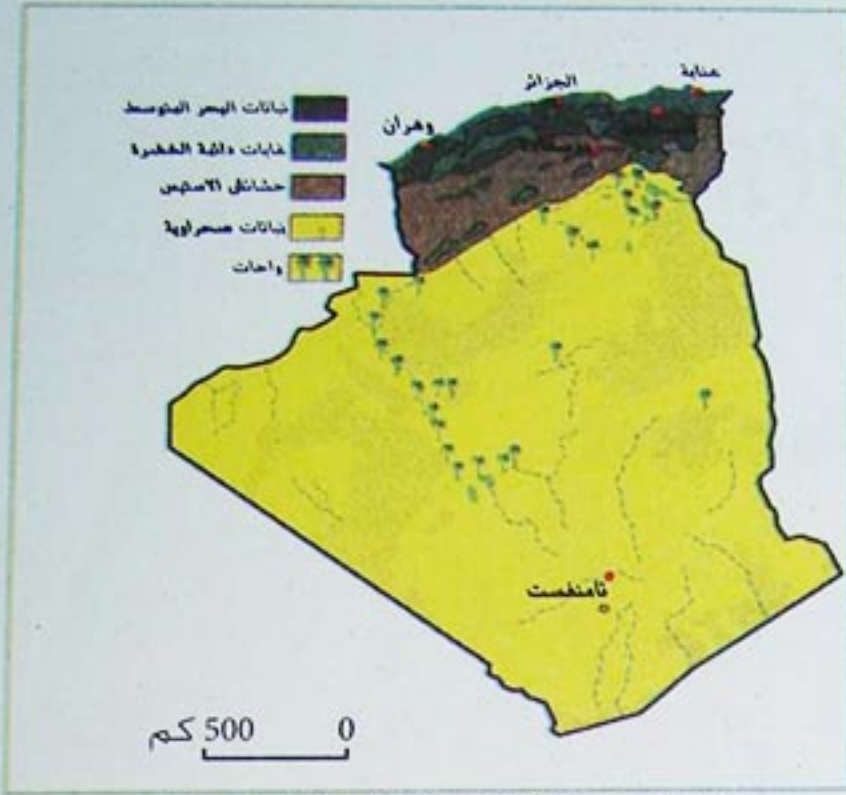 عنابة
الجزائر
وهران
نباتات البحر المتوسط
غابات دائمة الخضرة
حشائش الاستبس
نباتات صحراوية
واحات
تامنغست
0 500 كم